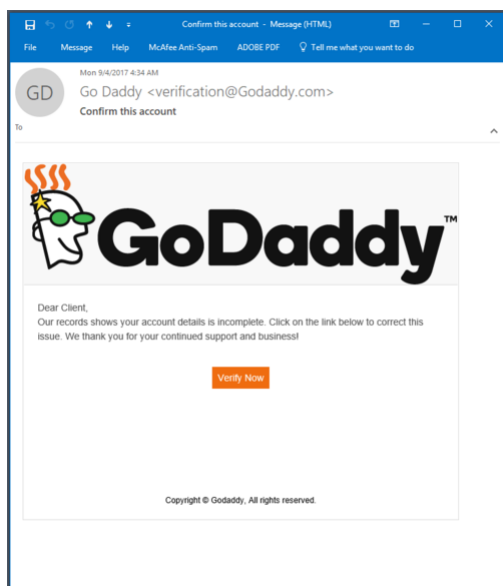 Confirm this account - Message (HTML)
File Message Help McAfee Anti-Spam ADOBE PDF Tell me what you want to do
Mon 9/4/2017 4:34 AM
GD
Go Daddy <verification@Godaddy.com>
Confirm this account
To
GoDaddy™
Dear Client,
Our records shows your account details is incomplete. Click on the link below to correct this
issue. We thank you for your continued support and business!
Verify Now
Copyright © Godaddy, All rights reserved.